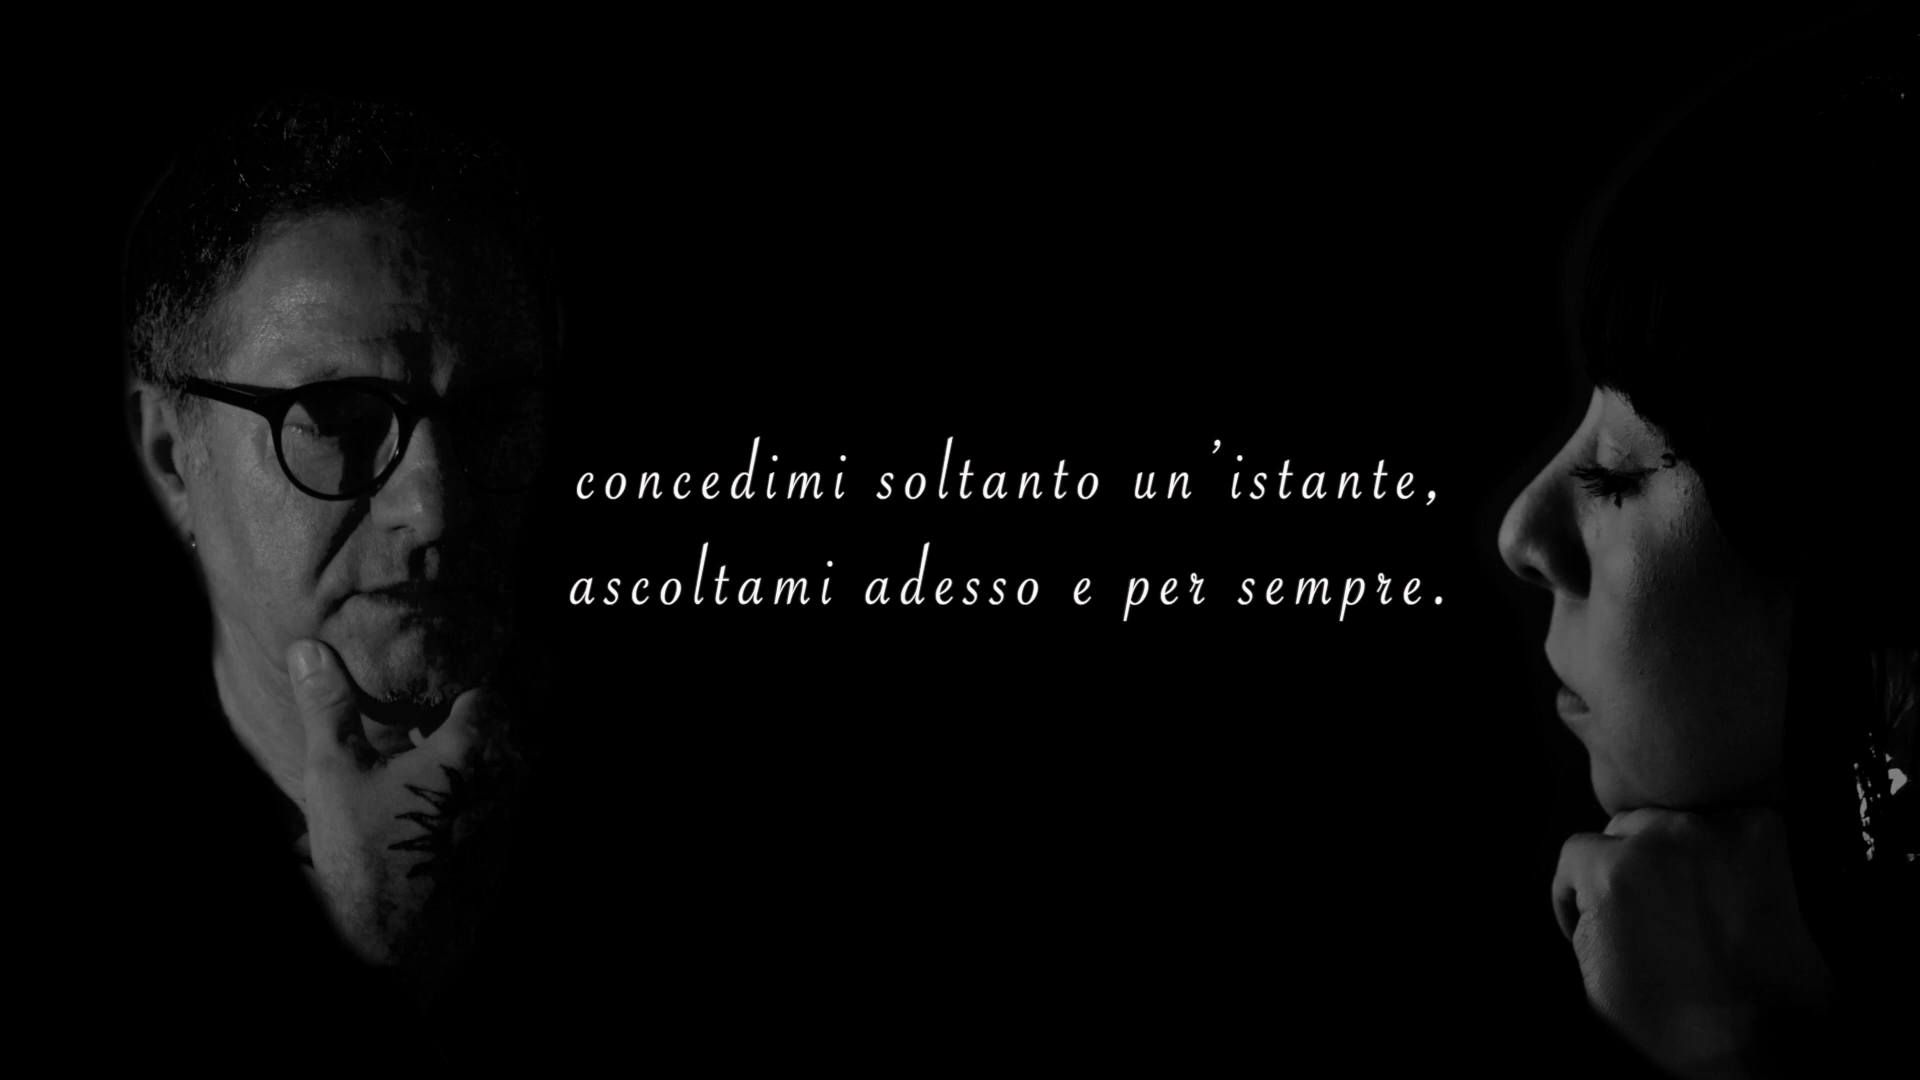 concedimi soltanto un'istante,
ascoltami adesso e per sempre.